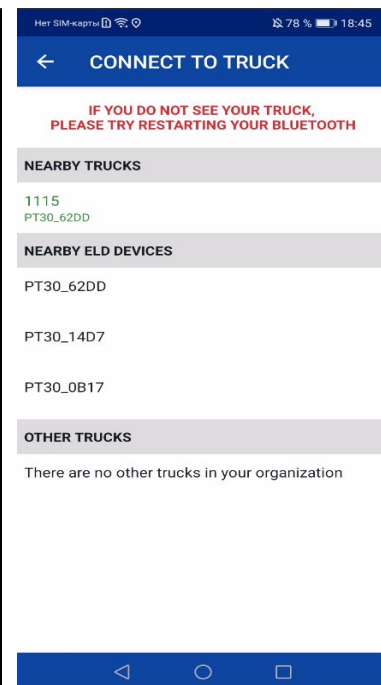 Нет SIM-карты 78 % 18:45
CONNECT TO TRUCK
IF YOU DO NOT SEE YOUR TRUCK,
PLEASE TRY RESTARTING YOUR BLUETOOTH
NEARBY TRUCKS
1115
PT30_62DD
NEARBY ELD DEVICES
PT30_62DD
PT30_14D7
PT30_0B17
OTHER TRUCKS
There are no other trucks in your organization